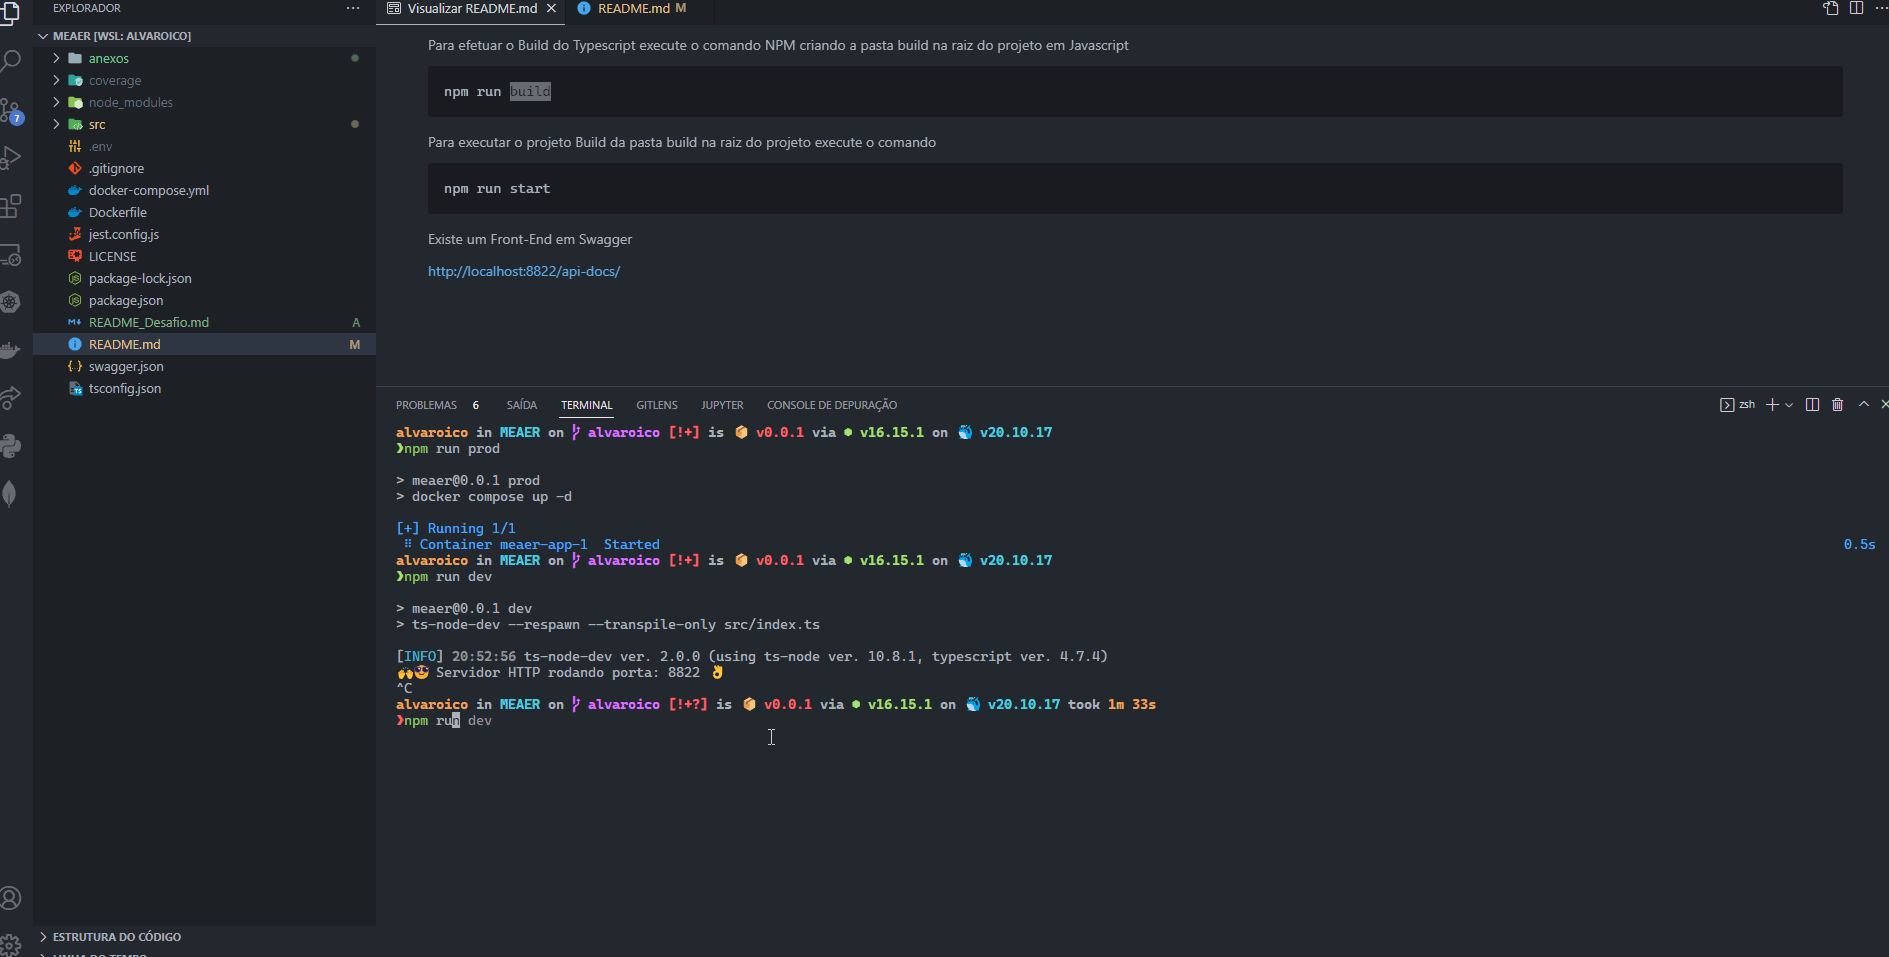 EXPLORADOR
Visualizar README.md
README.md M
MEAER [WSL: ALVAROICO]
anexos
coverage
node_modules
src
.env
.gitignore
docker-compose.yml
Dockerfile
jest.config.js
LICENSE
package-lock.json
package.json
README_Desafio.md A
README.md M
swagger.json
tsconfig.json
7
Para efetuar o Build do Typescript execute o comando NPM criando a pasta build na raiz do projeto em Javascript
npm run build
Para executar o projeto Build da pasta build na raiz do projeto execute o comando
npm run start
Existe um Front-End em Swagger
http://localhost:8822/api-docs/
PROBLEMAS 6 SAÍDA TERMINAL GITLENS JUPYTER CONSOLE DE DEPURAÇÃO
zsh
alvaroico in MEAER on alvaroico [!+] is 📦 v0.0.1 via v16.15.1 on 🐳 v20.10.17
❯npm run prod
> meaer@0.0.1 prod
> docker compose up -d
[+] Running 1/1
⠿ Container meaer-app-1 Started 0.5s
alvaroico in MEAER on alvaroico [!+] is 📦 v0.0.1 via v16.15.1 on 🐳 v20.10.17
❯npm run dev
> meaer@0.0.1 dev
> ts-node-dev --respawn --transpile-only src/index.ts
[INFO] 20:52:56 ts-node-dev ver. 2.0.0 (using ts-node ver. 10.8.1, typescript ver. 4.7.4)
🙌😎 Servidor HTTP rodando porta: 8822 👌
^C
alvaroico in MEAER on alvaroico [!+?] is 📦 v0.0.1 via v16.15.1 on 🐳 v20.10.17 took 1m 33s
❯npm run dev
ESTRUTURA DO CÓDIGO
LINHA DO TEMPO